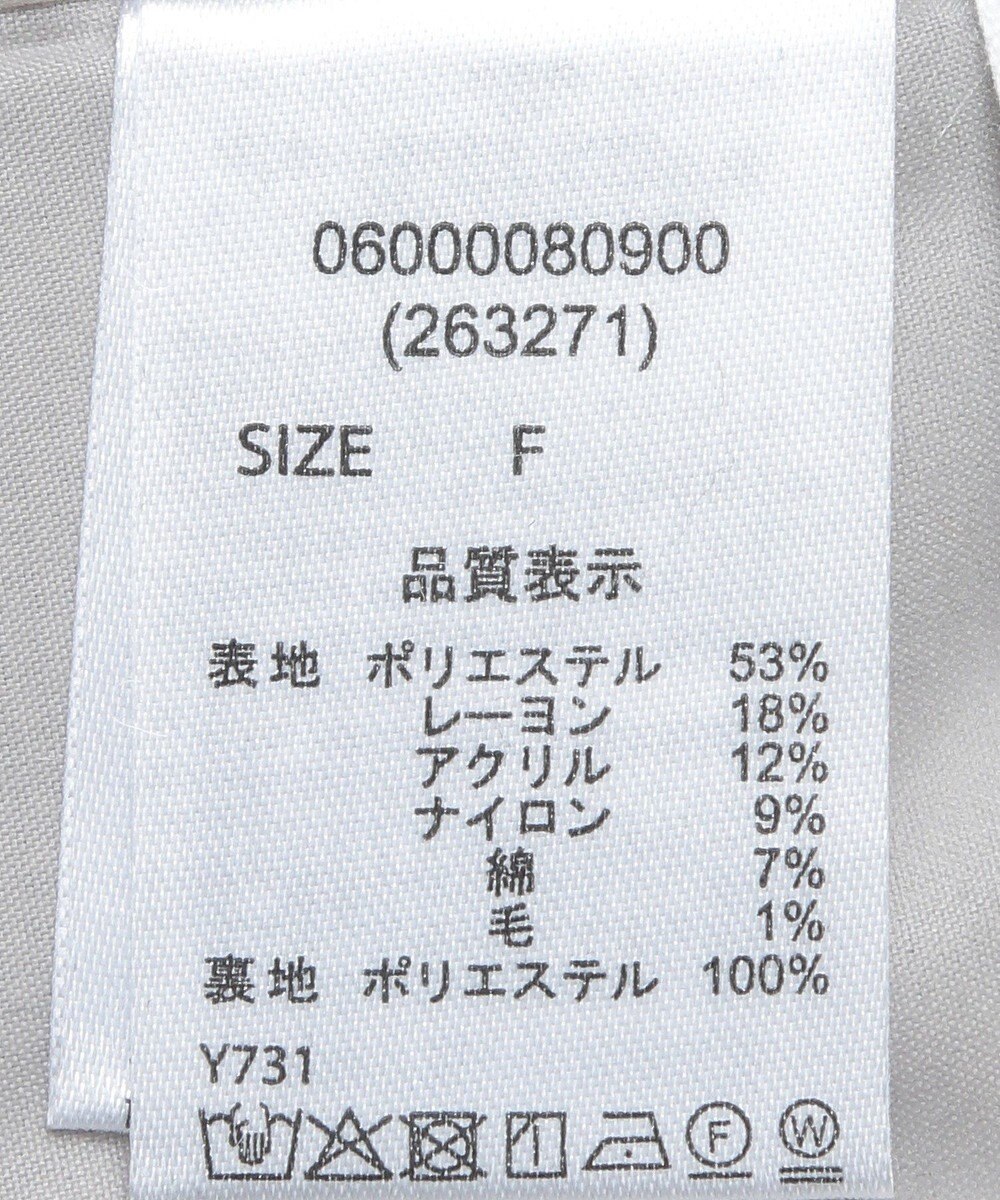 06000080900
(263271)
SIZE F
品質表示
表地 ポリエステル 53%
レーヨン 18%
アクリル 12%
ナイロン 9%
綿 7%
毛 1%
裏地 ポリエステル 100%
Y731
F W